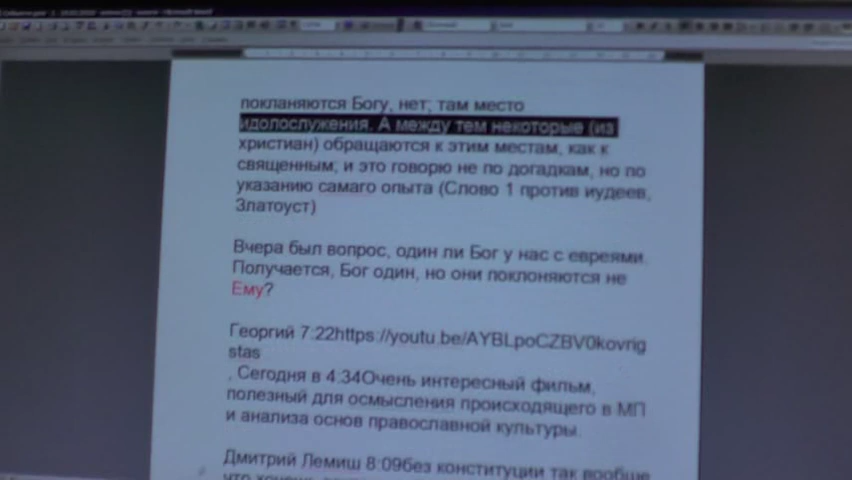 покланяются Богу, нет; там место
идолослужения. А между тем некоторые (из
христиан) обращаются к этим местам, как к
священным; и это говорю не по догадкам, но по
указанию самаго опыта (Слово 1 против иудеев,
Златоуст)
Вчера был вопрос, один ли Бог у нас с евреями.
Получается, Бог один, но они поклоняются не
Ему?
Георгий 7:22https://youtu.be/AYBLpoCZBV0kovrig
stas
, Сегодня в 4:34Очень интересный фильм,
полезный для осмысления происходящего в МП
и анализа основ православной культуры.
Дмитрий Лемиш 8:09без конституции так вообще